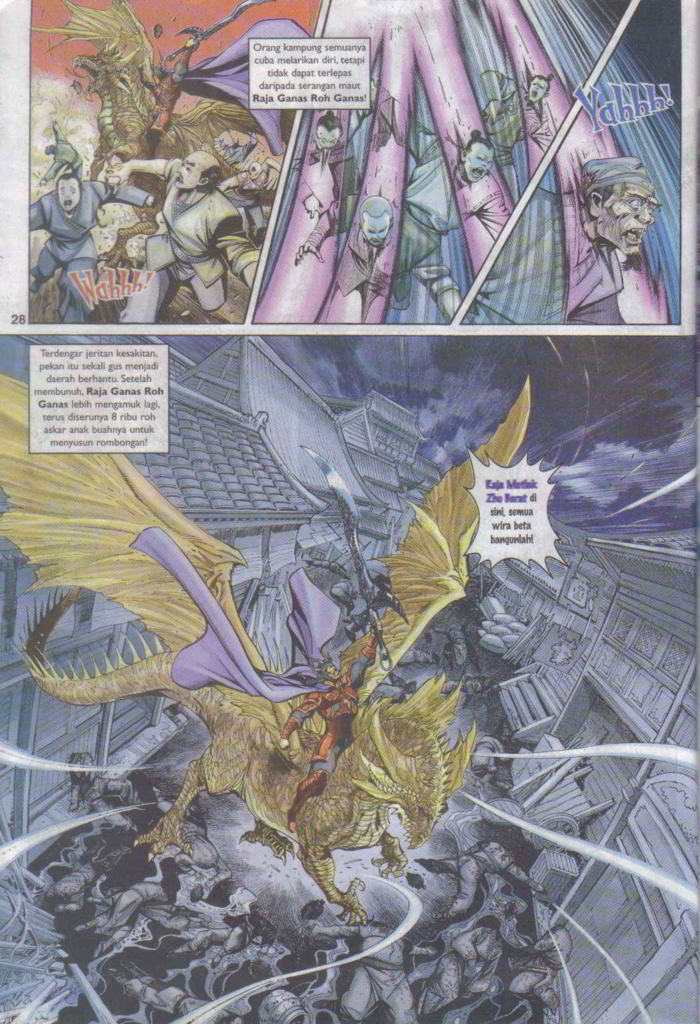 Orang kampung semuanya
cuba melarikan diri, tetapi
tidak dapat terlepas
daripada serangan maut
Raja Ganas Roh Ganas!
Yahhh!
Wahhh!
28
Terdengar jeritan kesakitan,
pekan itu sekali gus menjadi
daerah berhantu. Setelah
membunuh, Raja Ganas Roh
Ganas lebih mengamuk lagi,
terus diserunya 8 ribu roh
askar anak buahnya untuk
menyusun rombongan!
Raja Mutlak
Zhe Barat di
sini, semua
wira beta
bangunlah!